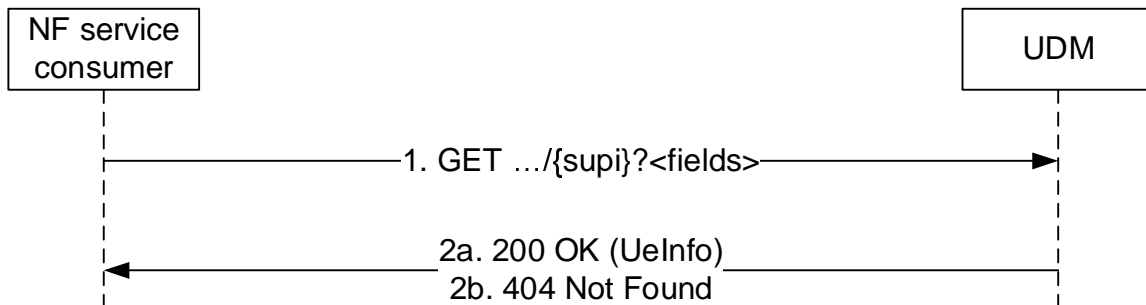 NF service
consumer
UDM
1. GET …/{supi}?<fields>
2a. 200 OK (UeInfo)
2b. 404 Not Found